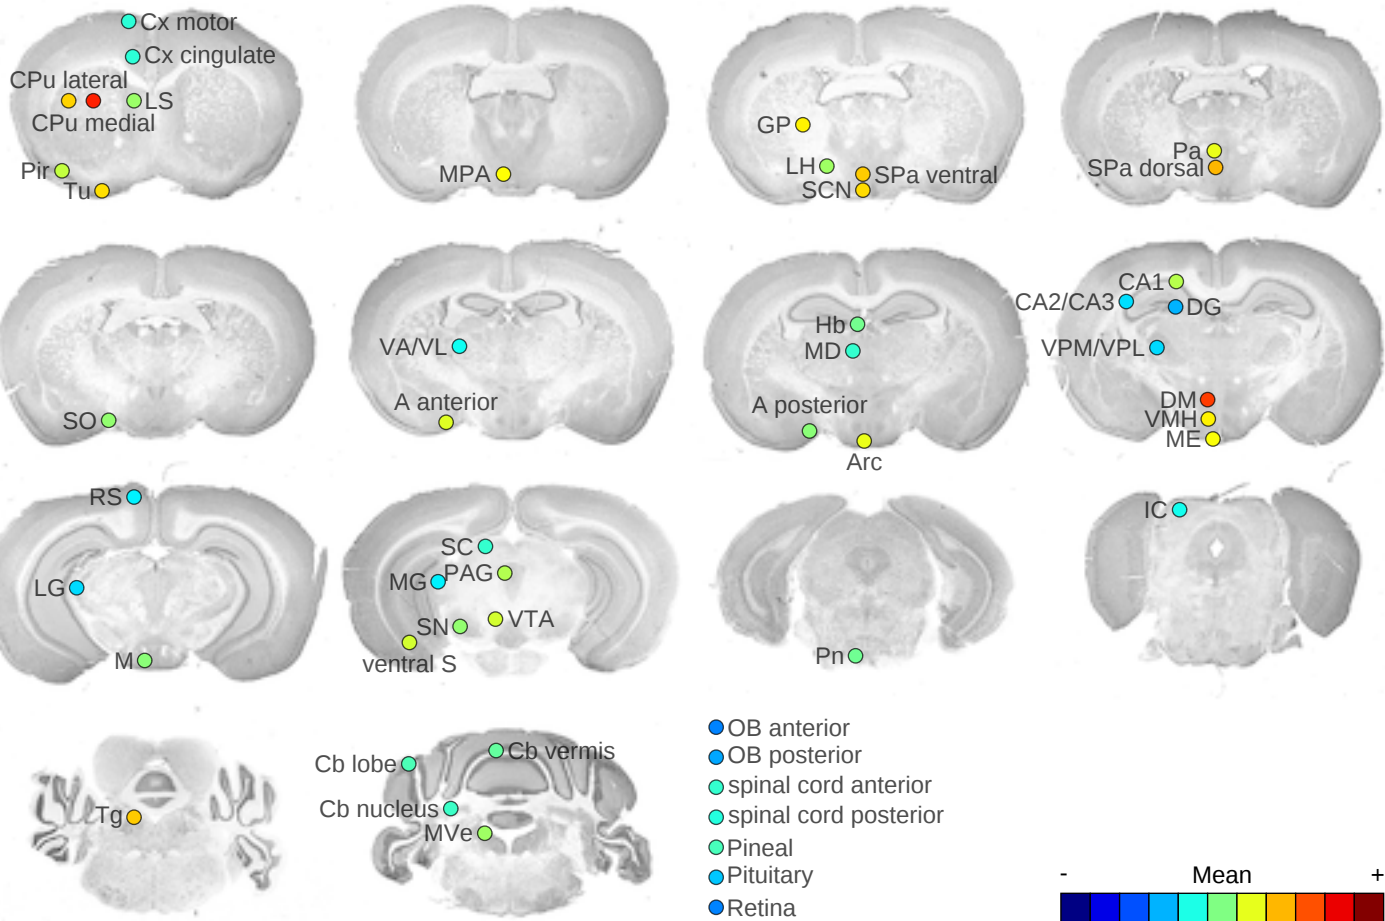 Cx motor
Cx cingulate
CPu lateral
LS
CPu medial
Pir
Tu
MPA
GP
LH
SPa ventral
SCN
Pa
SPa dorsal
SO
VA/VL
A anterior
Hb
MD
A posterior
Arc
CA1
CA2/CA3
DG
VPM/VPL
DM
VMH
ME
RS
LG
M
SC
MG
PAG
SN
VTA
ventral S
Pn
IC
Tg
Cb lobe
Cb vermis
Cb nucleus
MVe
OB anterior
OB posterior
spinal cord anterior
spinal cord posterior
Pineal
Pituitary
Retina
- Mean +